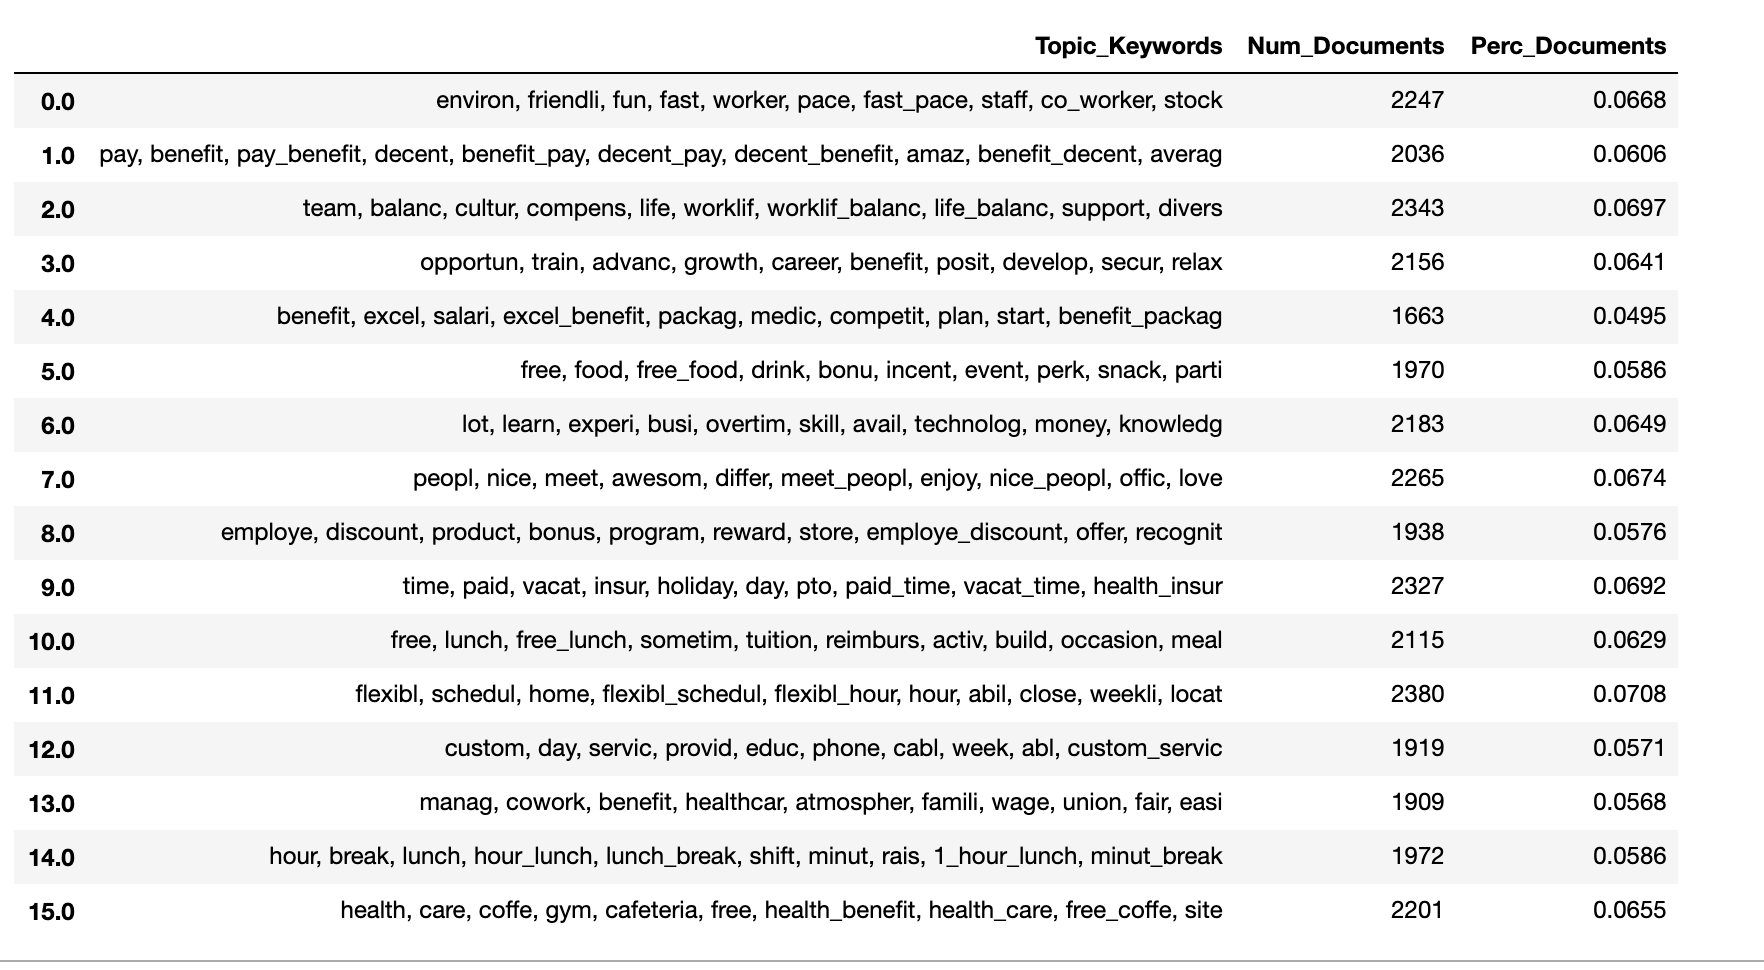 Topic_Keywords Num_Documents Perc_Documents
0.0 environ, friendli, fun, fast, worker, pace, fast_pace, staff, co_worker, stock 2247 0.0668
1.0 pay, benefit, pay_benefit, decent, benefit_pay, decent_pay, decent_benefit, amaz, benefit_decent, averag 2036 0.0606
2.0 team, balanc, cultur, compens, life, worklif, worklif_balanc, life_balanc, support, divers 2343 0.0697
3.0 opportun, train, advanc, growth, career, benefit, posit, develop, secur, relax 2156 0.0641
4.0 benefit, excel, salari, excel_benefit, packag, medic, competit, plan, start, benefit_packag 1663 0.0495
5.0 free, food, free_food, drink, bonu, incent, event, perk, snack, parti 1970 0.0586
6.0 lot, learn, experi, busi, overtim, skill, avail, technolog, money, knowledg 2183 0.0649
7.0 peopl, nice, meet, awesom, differ, meet_peopl, enjoy, nice_peopl, offic, love 2265 0.0674
8.0 employe, discount, product, bonus, program, reward, store, employe_discount, offer, recognit 1938 0.0576
9.0 time, paid, vacat, insur, holiday, day, pto, paid_time, vacat_time, health_insur 2327 0.0692
10.0 free, lunch, free_lunch, sometim, tuition, reimburs, activ, build, occasion, meal 2115 0.0629
11.0 flexibl, schedul, home, flexibl_schedul, flexibl_hour, hour, abil, close, weekli, locat 2380 0.0708
12.0 custom, day, servic, provid, educ, phone, cabl, week, abl, custom_servic 1919 0.0571
13.0 manag, cowork, benefit, healthcar, atmospher, famili, wage, union, fair, easi 1909 0.0568
14.0 hour, break, lunch, hour_lunch, lunch_break, shift, minut, rais, 1_hour_lunch, minut_break 1972 0.0586
15.0 health, care, coffe, gym, cafeteria, free, health_benefit, health_care, free_coffe, site 2201 0.0655